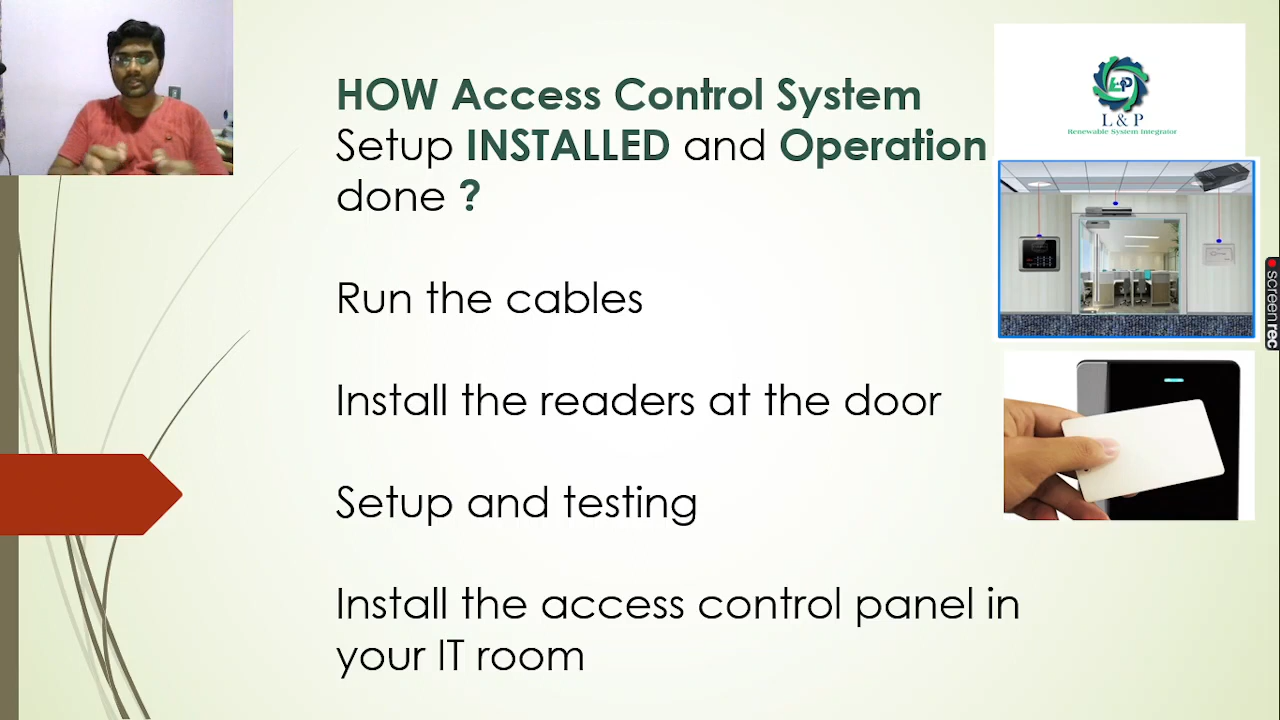 HOW Access Control System
Setup INSTALLED and Operation
done ?
Run the cables
Install the readers at the door
Setup and testing
Install the access control panel in
your IT room
L & P
Renewable System Integrator
screenrec